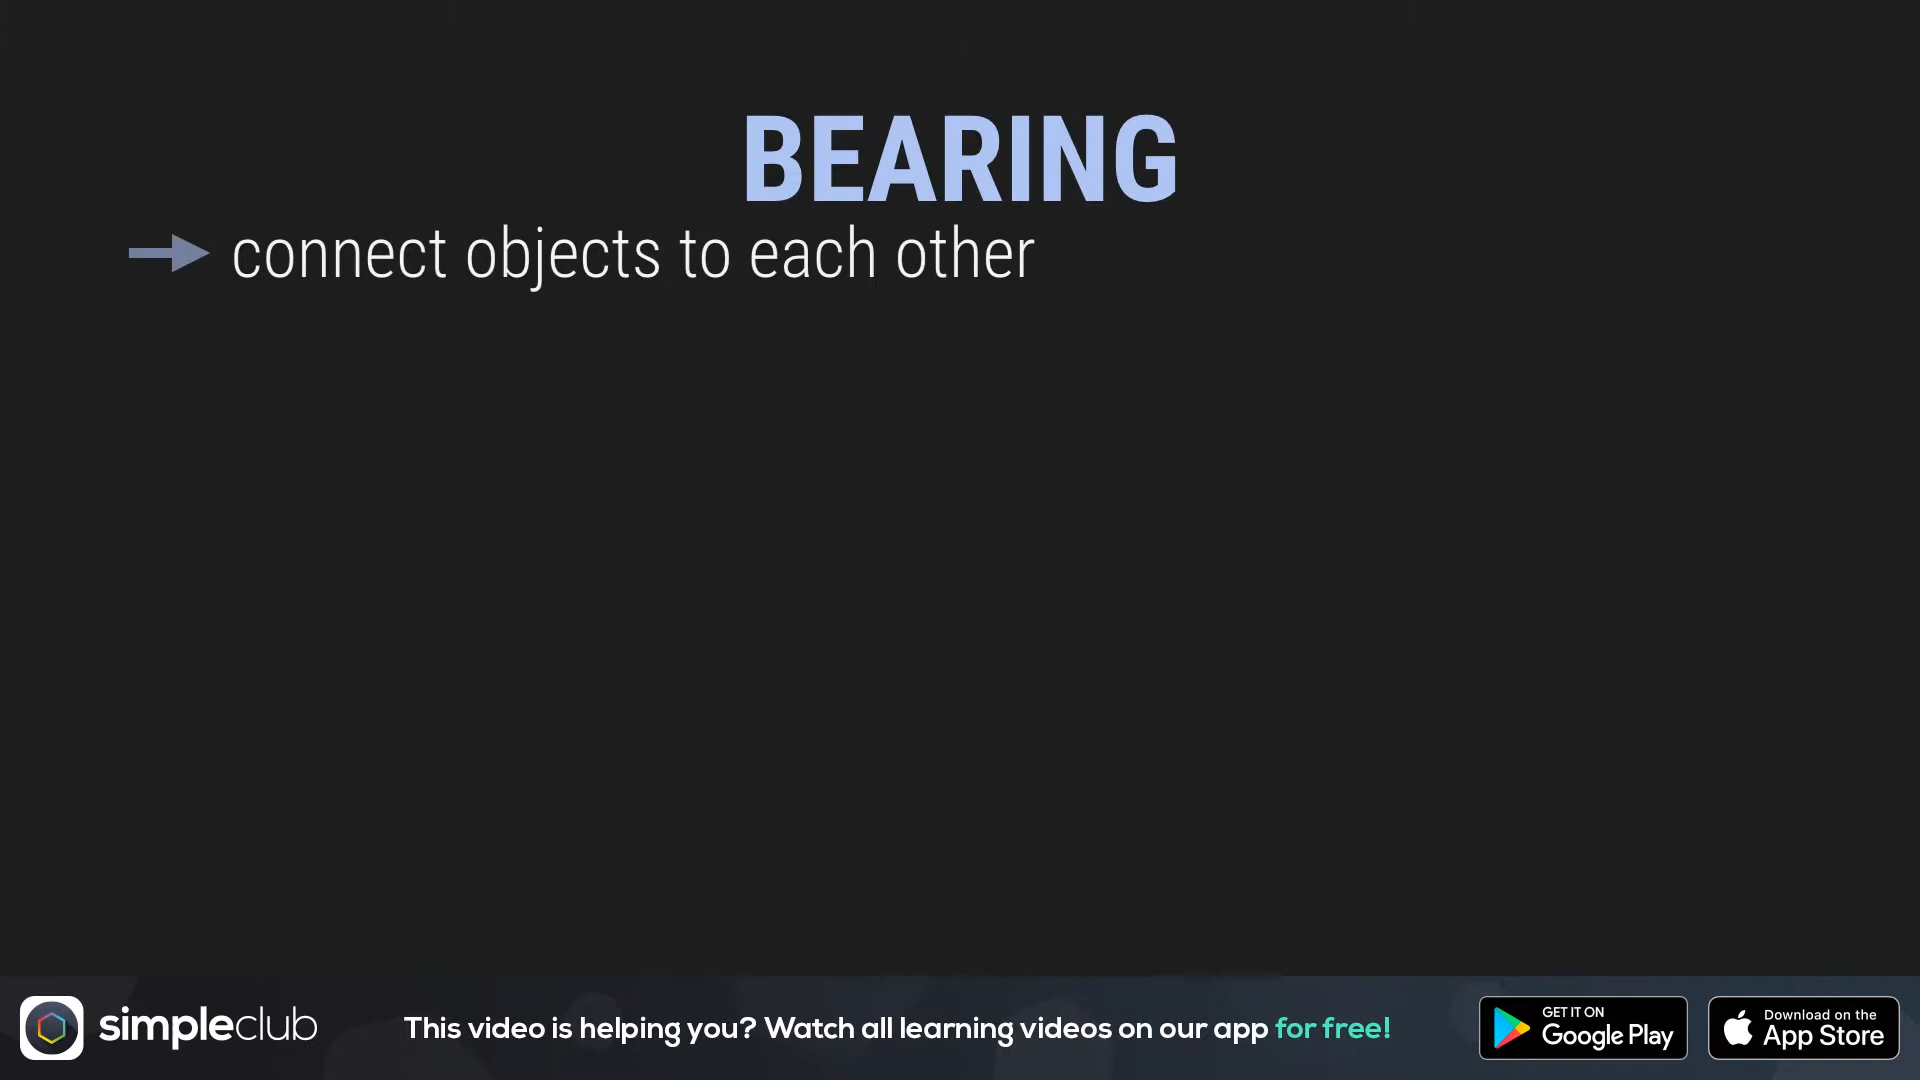 BEARING
connect objects to each other
simpleclub
This video is helping you? Watch all learning videos on our app for free!
GET IT ON
Google Play
Download on the
App Store